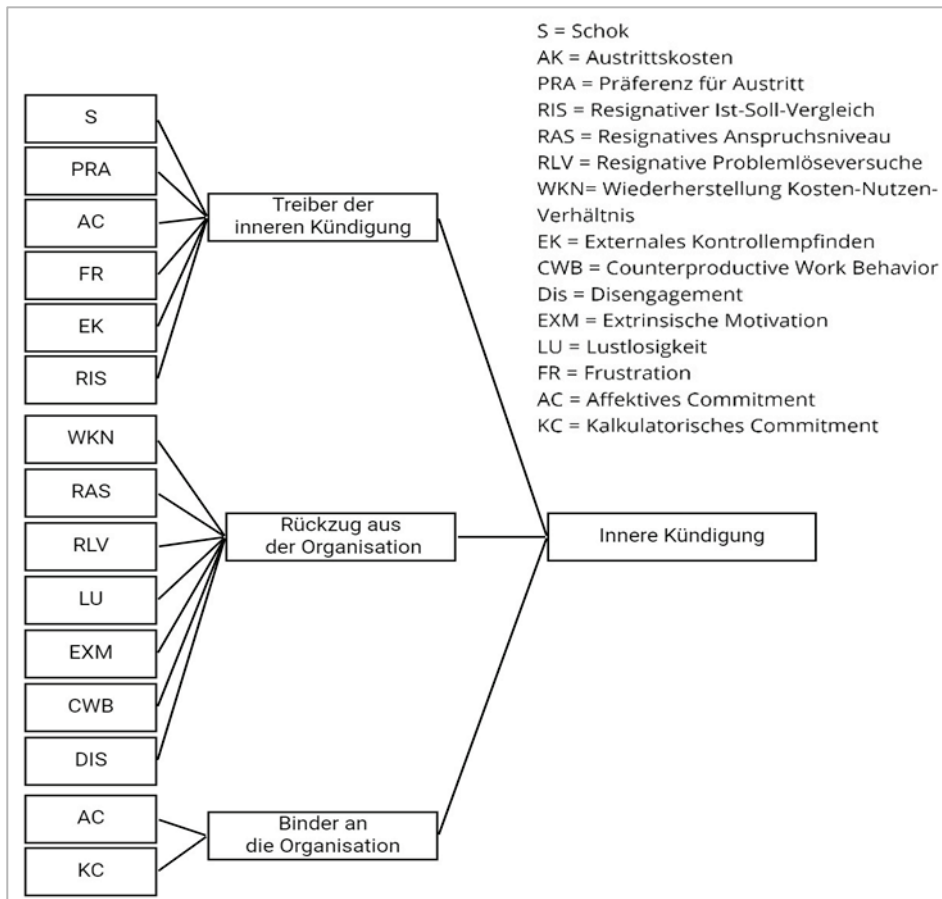 S = Schok
AK = Austrittskosten
PRA = Präferenz für Austritt
RIS = Resignativer Ist-Soll-Vergleich
RAS = Resignatives Anspruchsniveau
RLV = Resignative Problemlöseversuche
WKN= Wiederherstellung Kosten-Nutzen-
Verhältnis
EK = Externales Kontrollempfinden
CWB = Counterproductive Work Behavior
Dis = Disengagement
EXM = Extrinsische Motivation
LU = Lustlosigkeit
FR = Frustration
AC = Affektives Commitment
KC = Kalkulatorisches Commitment
S
PRA
AC
FR
EK
RIS
Treiber der
inneren Kündigung
WKN
RAS
RLV
LU
EXM
CWB
DIS
Rückzug aus
der Organisation
AC
KC
Binder an
die Organisation
Innere Kündigung